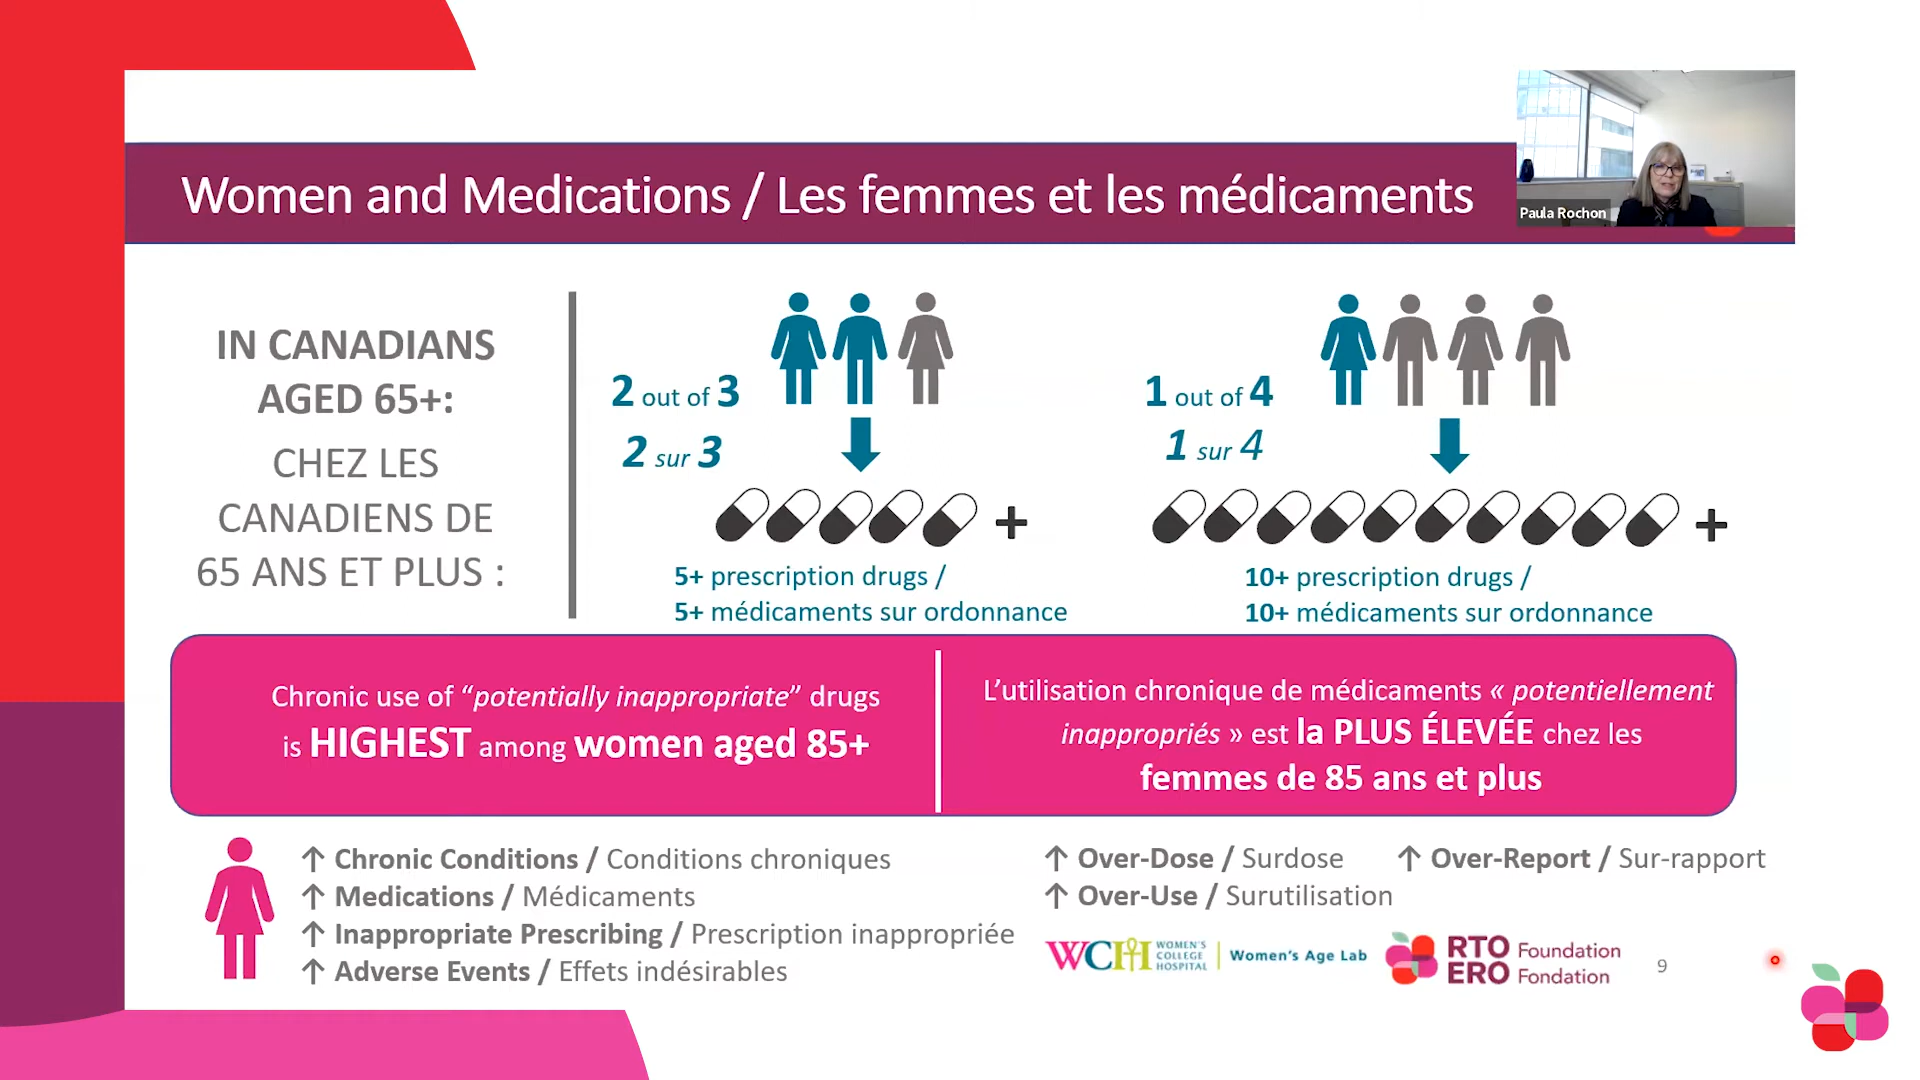 Women and Medications / Les femmes et les médicaments
Paula Rochon
IN CANADIANS
AGED 65+:
CHEZ LES
CANADIENS DE
65 ANS ET PLUS :
2 out of 3
2 sur 3
+
5+ prescription drugs /
5+ médicaments sur ordonnance
1 out of 4
1 sur 4
+
10+ prescription drugs /
10+ médicaments sur ordonnance
Chronic use of “potentially inappropriate” drugs
is HIGHEST among women aged 85+
L’utilisation chronique de médicaments « potentiellement
inappropriés » est la PLUS ÉLEVÉE chez les
femmes de 85 ans et plus
↑ Chronic Conditions / Conditions chroniques
↑ Medications / Médicaments
↑ Inappropriate Prescribing / Prescription inappropriée
↑ Adverse Events / Effets indésirables
↑ Over-Dose / Surdose
↑ Over-Report / Sur-rapport
↑ Over-Use / Surutilisation
WCH
WOMEN'S
COLLEGE
HOSPITAL
Women's Age Lab
RTO Foundation
ERO Fondation
9